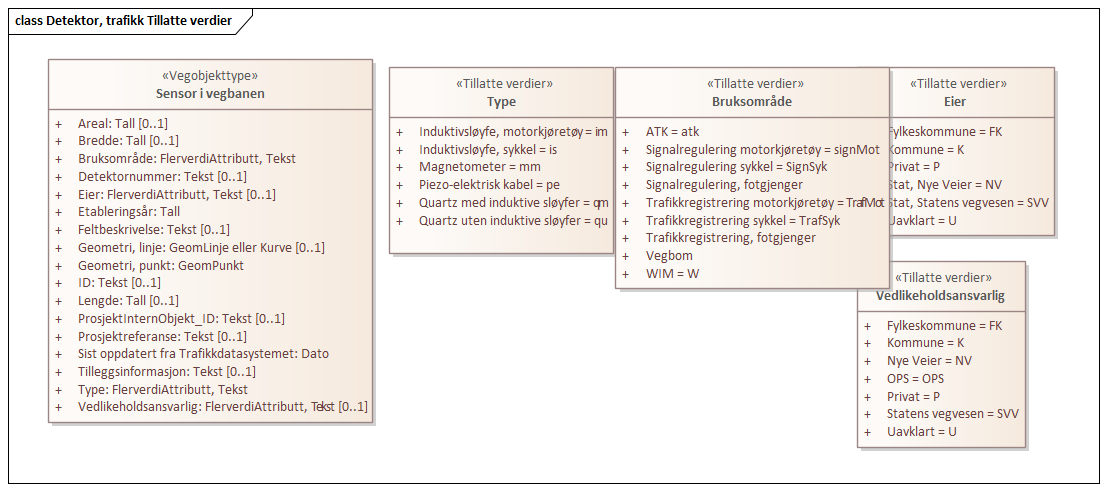 class Detektor, trafikk Tillatte verdier
«Vegobjekttype»
Sensor i vegbanen
+ Areal: Tall [0..1]
+ Bredde: Tall [0..1]
+ Bruksområde: FlerverdiAttributt, Tekst
+ Detektornummer: Tekst [0..1]
+ Eier: FlerverdiAttributt, Tekst [0..1]
+ Etableringsår: Tall
+ Feltbeskrivelse: Tekst [0..1]
+ Geometri, linje: GeomLinje eller Kurve [0..1]
+ Geometri, punkt: GeomPunkt
+ ID: Tekst [0..1]
+ Lengde: Tall [0..1]
+ ProsjektInternObjekt_ID: Tekst [0..1]
+ Prosjektreferanse: Tekst [0..1]
+ Sist oppdatert fra Trafikkdatasystemet: Dato
+ Tilleggsinformasjon: Tekst [0..1]
+ Type: FlerverdiAttributt, Tekst
+ Vedlikeholdsansvarlig: FlerverdiAttributt, Tekst [0..1]
«Tillatte verdier»
Type
+ Induktivsløyfe, motorkjøretøy = im
+ Induktivsløyfe, sykkel = is
+ Magnetometer = mm
+ Piezo-elektrisk kabel = pe
+ Quartz med induktive sløyfer = qm
+ Quartz uten induktive sløyfer = qu
«Tillatte verdier»
Bruksområde
+ ATK = atk
+ Signalregulering motorkjøretøy = signMot
+ Signalregulering sykkel = SignSyk
+ Signalregulering, fotgjenger
+ Trafikkregistrering motorkjøretøy = TrafMot
+ Trafikkregistrering sykkel = TrafSyk
+ Trafikkregistrering, fotgjenger
+ Vegbom
+ WIM = W
«Tillatte verdier»
Eier
Fylkeskommune = FK
Kommune = K
Privat = P
Stat, Nye Veier = NV
Stat, Statens vegvesen = SVV
Uavklart = U
«Tillatte verdier»
Vedlikeholdsansvarlig
+ Fylkeskommune = FK
+ Kommune = K
+ Nye Veier = NV
+ OPS = OPS
+ Privat = P
+ Statens vegvesen = SVV
+ Uavklart = U